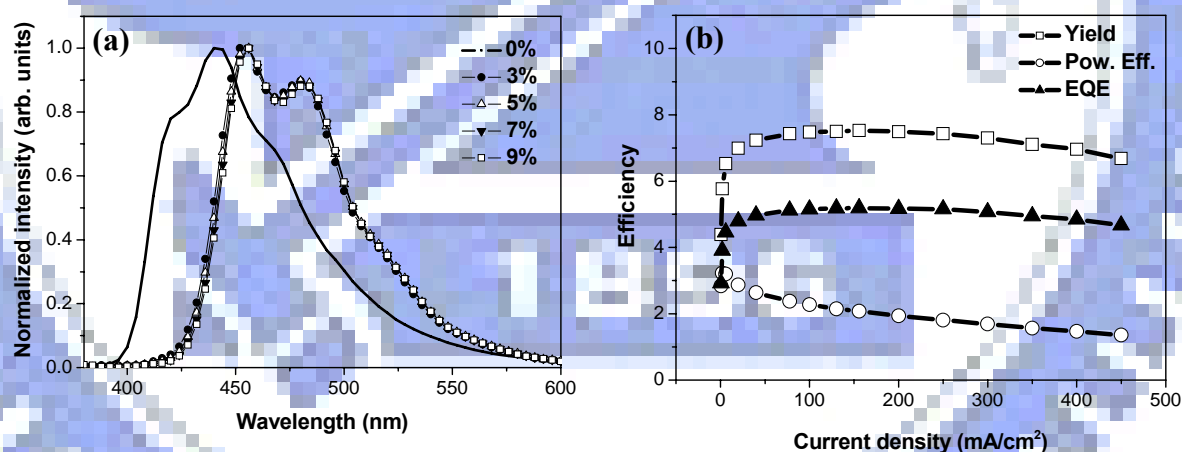 (a)
0%
3%
5%
7%
9%
Normalized intensity (arb. units)
1.0
0.8
0.6
0.4
0.2
0.0
400 450 500 550 600
Wavelength (nm)
(b)
Yield
Pow. Eff.
EQE
Efficiency
10
8
6
4
2
0
0 100 200 300 400 500
Current density (mA/cm²)